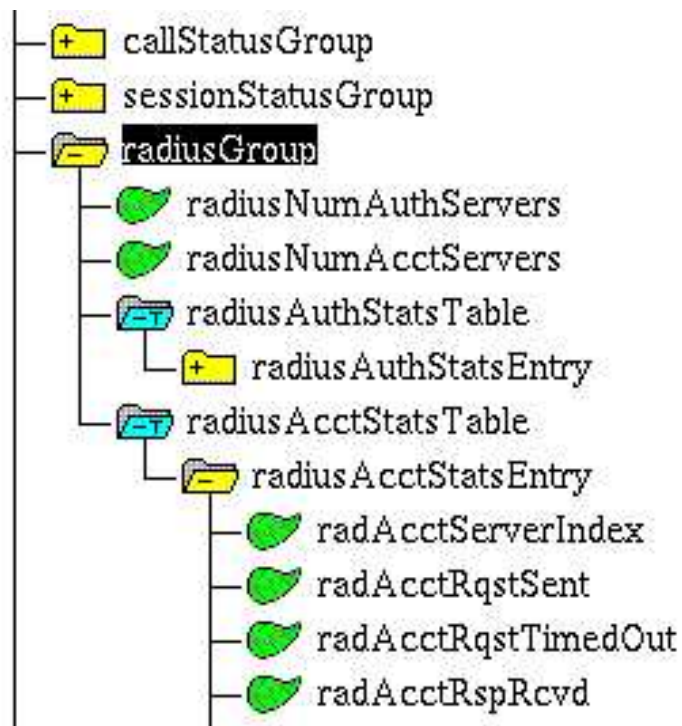 callStatusGroup
sessionStatusGroup
radiusGroup
radiusNumAuthServers
radiusNumAcctServers
radiusAuthStatsTable
radiusAuthStatsEntry
radiusAcctStatsTable
radiusAcctStatsEntry
radAcctServerIndex
radAcctRqstSent
radAcctRqstTimedOut
radAcctRspRcvd